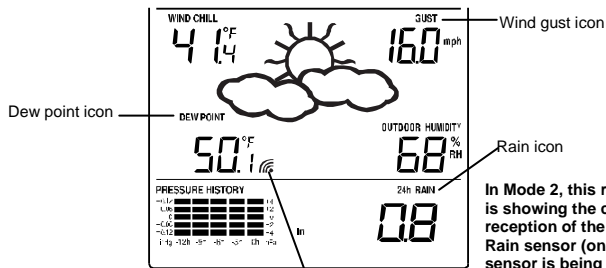 WIND CHILL
41.4 °F
GUST
16.0 mph
Wind gust icon
Dew point icon
DEW POINT
50.1 °F
OUTDOOR HUMIDITY
68 % RH
Rain icon
PRESSURE HISTORY
24h RAIN
0.8
in
In Mode 2, this r
is showing the c
reception of the
Rain sensor (on
sensor is being